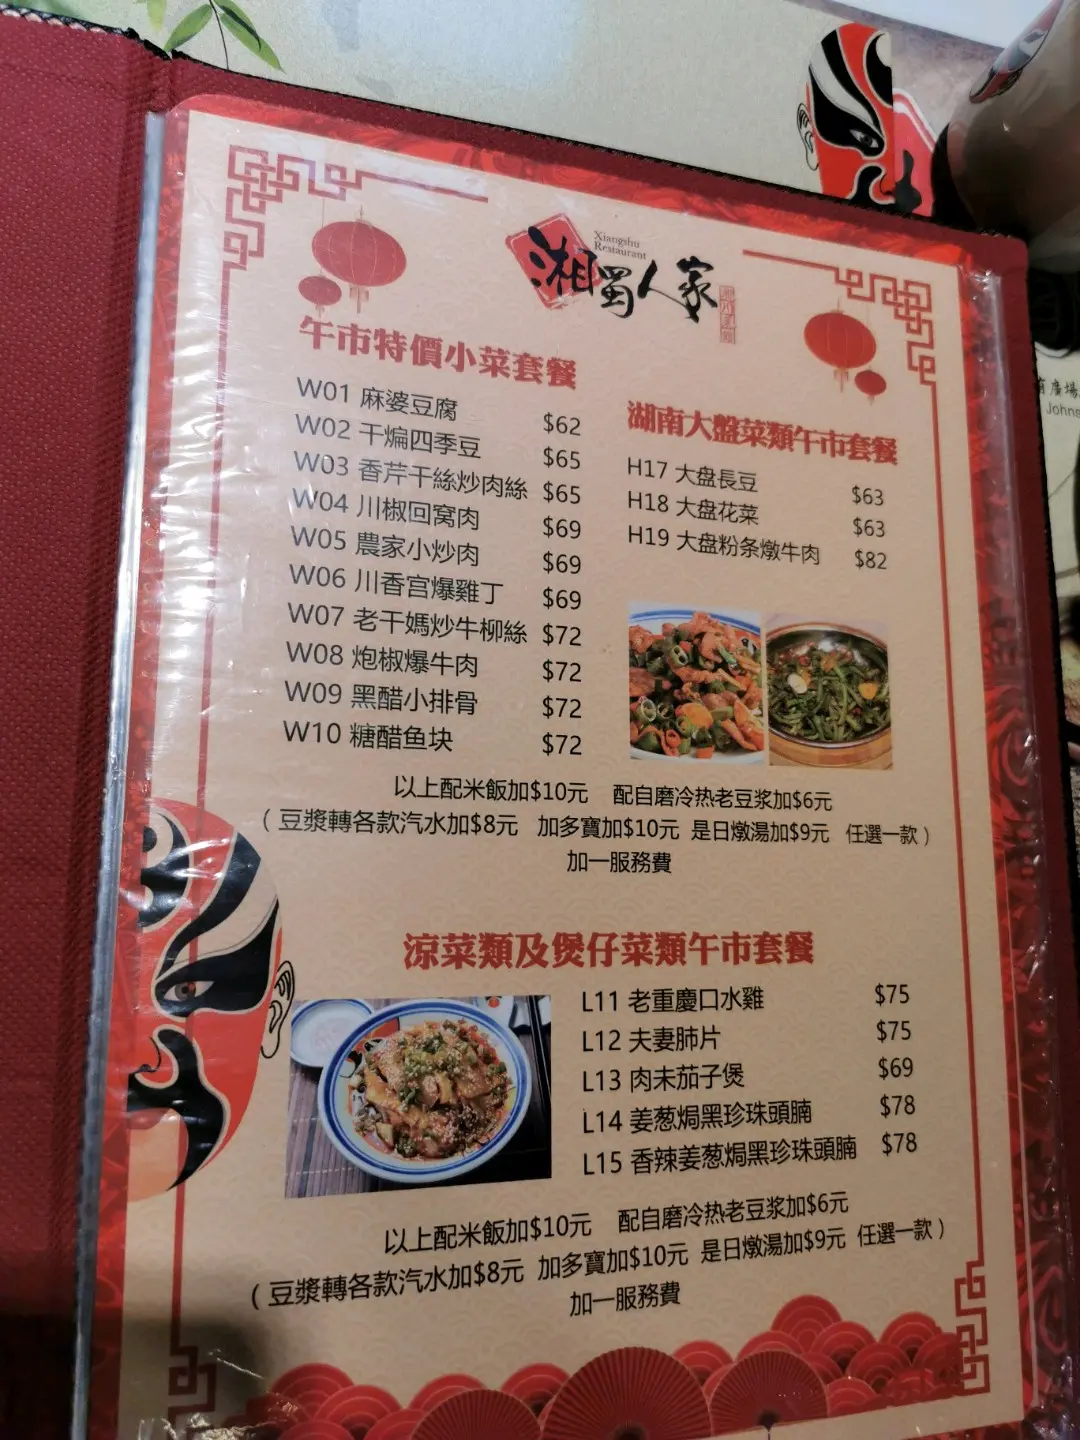 Xiangshu
Restaurant
湘蜀人家
午市特價小菜套餐
W01 麻婆豆腐 $62
W02 干煸四季豆 $65
W03 香芹干絲炒肉絲 $65
W04 川椒回窝肉 $69
W05 農家小炒肉 $69
W06 川香宫爆雞丁 $69
W07 老干媽炒牛柳絲 $72
W08 炮椒爆牛肉 $72
W09 黑醋小排骨 $72
W10 糖醋鱼块 $72
湖南大盤菜類午市套餐
H17 大盘長豆 $63
H18 大盘花菜 $63
H19 大盘粉条燉牛肉 $82
以上配米飯加$10元 配自磨冷热老豆浆加$6元
（豆漿轉各款汽水加$8元 加多寶加$10元 是日燉湯加$9元 任選一款）
加一服務費
涼菜類及煲仔菜類午市套餐
L11 老重慶口水雞 $75
L12 夫妻肺片 $75
L13 肉未茄子煲 $69
L14 姜葱焗黑珍珠頭腩 $78
L15 香辣姜葱焗黑珍珠頭腩 $78
以上配米飯加$10元 配自磨冷热老豆浆加$6元
（豆漿轉各款汽水加$8元 加多寶加$10元 是日燉湯加$9元 任選一款）
加一服務費
廣場
Johns